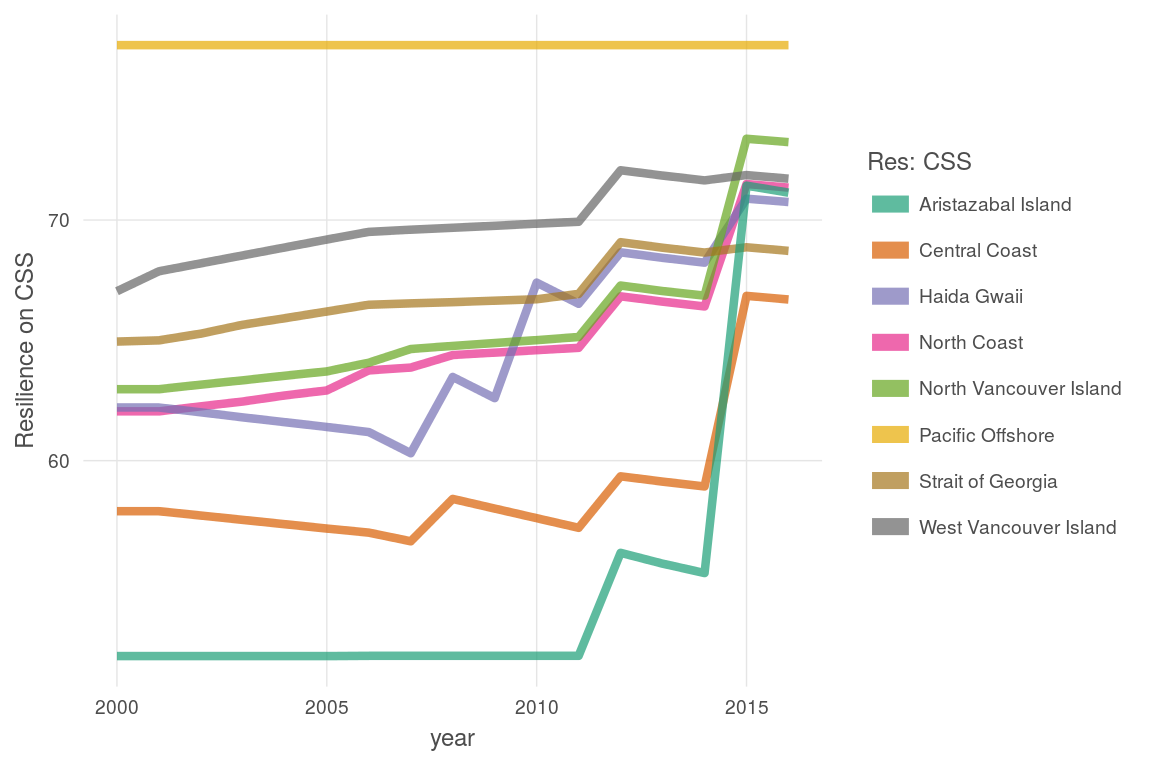 Resilience on CSS
70
60
2000
2005
2010
2015
year
Res: CSS
Aristazabal Island
Central Coast
Haida Gwaii
North Coast
North Vancouver Island
Pacific Offshore
Strait of Georgia
West Vancouver Island